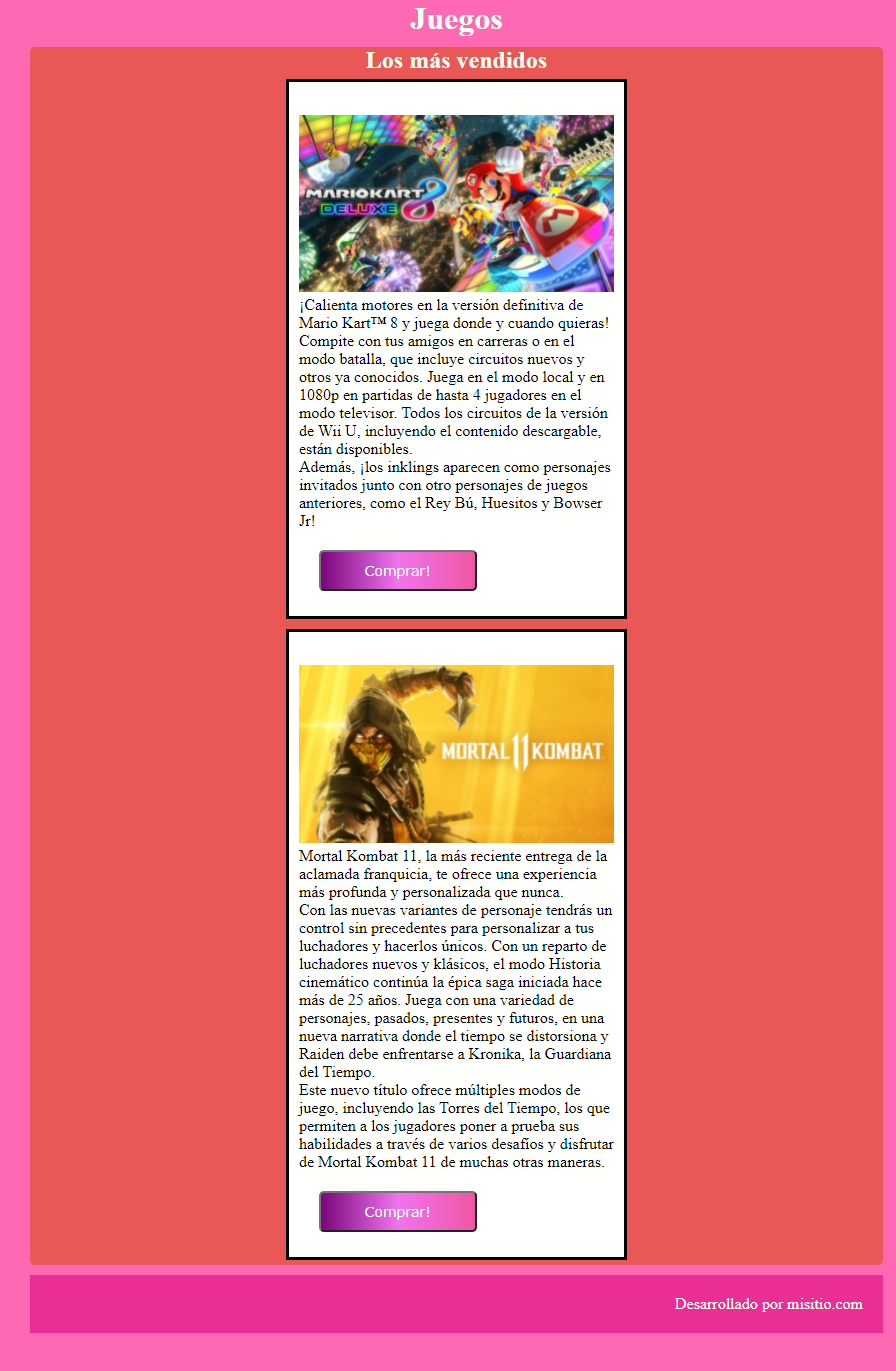 Juegos
Los más vendidos
MARIOKART 8
DELUXE
¡Calienta motores en la versión definitiva de
Mario Kart™ 8 y juega donde y cuando quieras!
Compite con tus amigos en carreras o en el
modo batalla, que incluye circuitos nuevos y
otros ya conocidos. Juega en el modo local y en
1080p en partidas de hasta 4 jugadores en el
modo televisor. Todos los circuitos de la versión
de Wii U, incluyendo el contenido descargable,
están disponibles.
Además, ¡los inklings aparecen como personajes
invitados junto con otro personajes de juegos
anteriores, como el Rey Bú, Huesitos y Bowser
Jr!
Comprar!
MORTAL 11 KOMBAT
Mortal Kombat 11, la más reciente entrega de la
aclamada franquicia, te ofrece una experiencia
más profunda y personalizada que nunca.
Con las nuevas variantes de personaje tendrás un
control sin precedentes para personalizar a tus
luchadores y hacerlos únicos. Con un reparto de
luchadores nuevos y klásicos, el modo Historia
cinemático continúa la épica saga iniciada hace
más de 25 años. Juega con una variedad de
personajes, pasados, presentes y futuros, en una
nueva narrativa donde el tiempo se distorsiona y
Raiden debe enfrentarse a Kronika, la Guardiana
del Tiempo.
Este nuevo título ofrece múltiples modos de
juego, incluyendo las Torres del Tiempo, los que
permiten a los jugadores poner a prueba sus
habilidades a través de varios desafíos y disfrutar
de Mortal Kombat 11 de muchas otras maneras.
Comprar!
Desarrollado por misitio.com